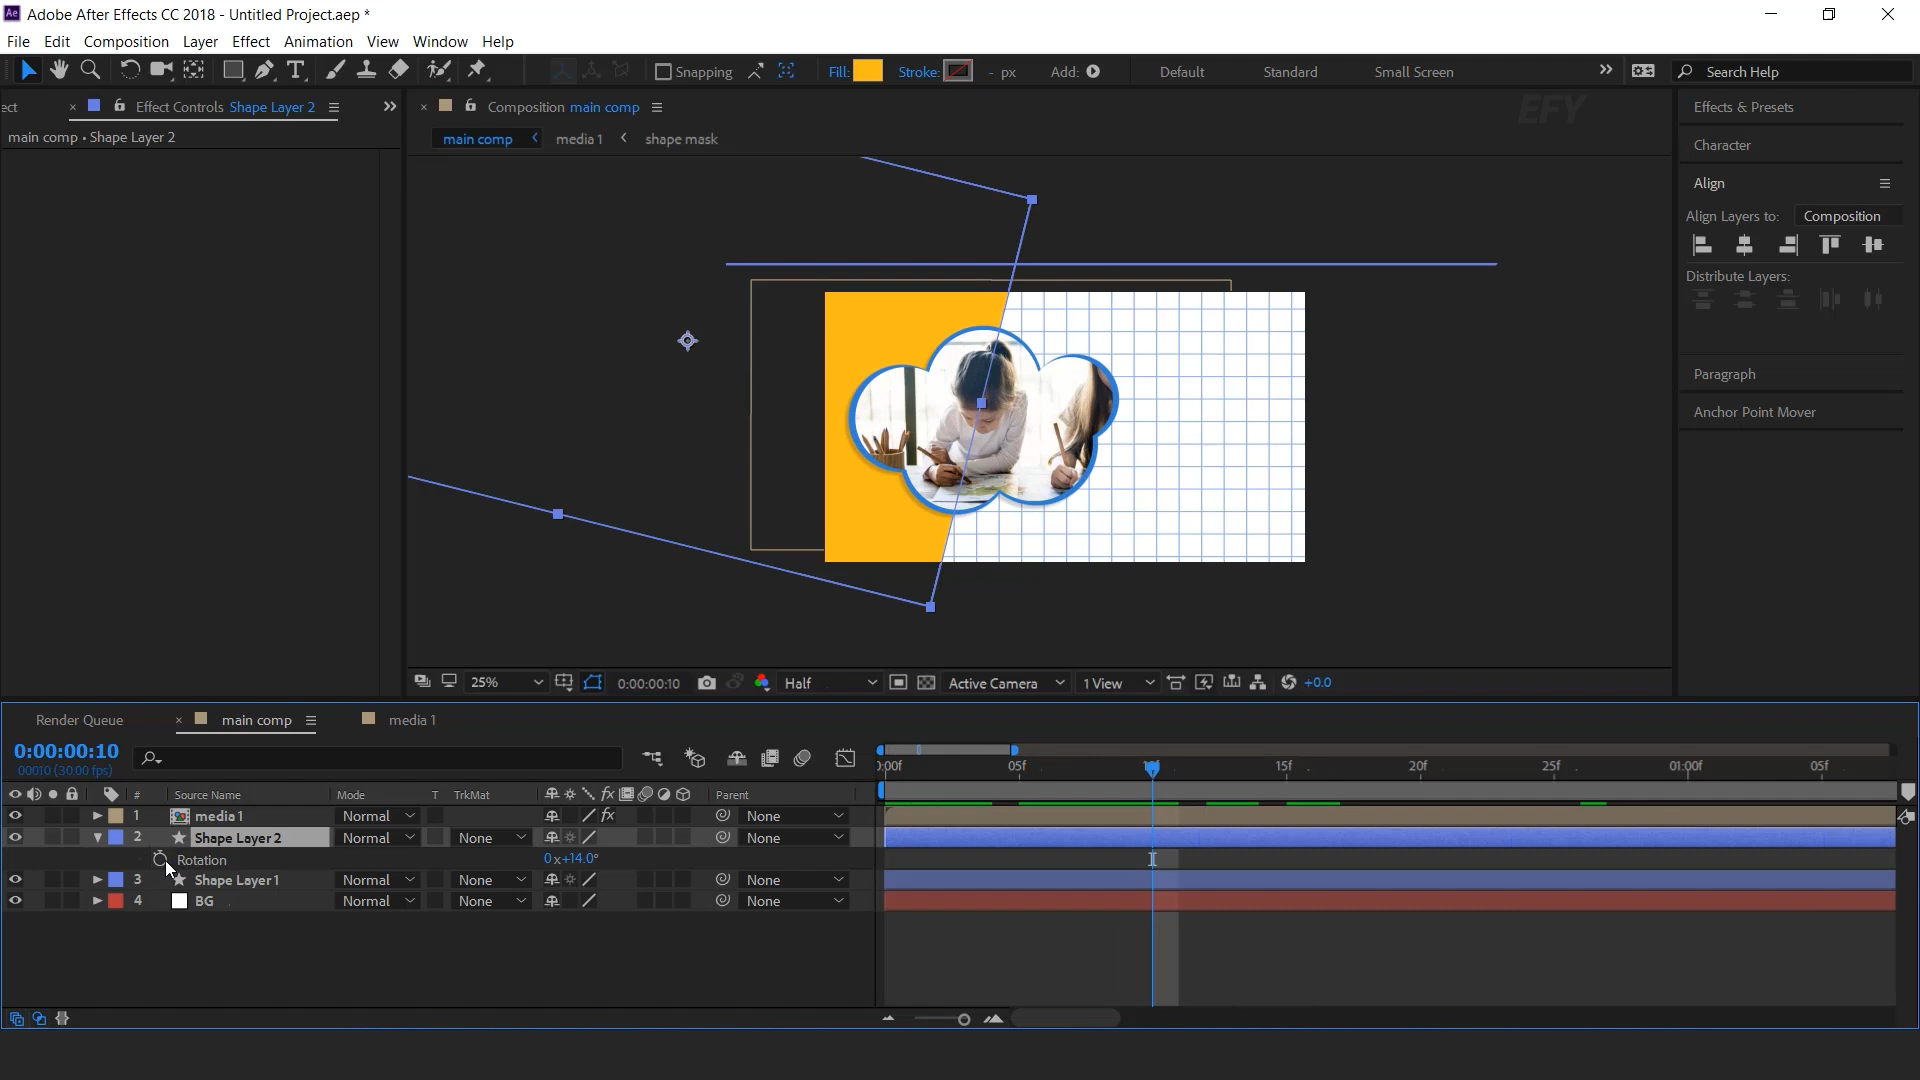 Ae Adobe After Effects CC 2018 - Untitled Project.aep *
File Edit Composition Layer Effect Animation View Window Help
Snapping Fill: Stroke: - px Add: Default Standard Small Screen Search Help
ect × Effect Controls Shape Layer 2
× Composition main comp
EFY
Effects & Presets
main comp • Shape Layer 2
main comp media 1 shape mask
Character
Align
Align Layers to: Composition
Distribute Layers:
Paragraph
Anchor Point Mover
25% 0:00:00:10 Half Active Camera 1 View +0.0
Render Queue × main comp media 1
0:00:00:10
00010 (30.00 fps)
):00f 05f 15f 20f 25f 01:00f 05f
# Source Name Mode T TrkMat fx Parent
1 media 1 Normal fx None
2 Shape Layer 2 Normal None None
Rotation 0x+14.0°
3 Shape Layer 1 Normal None None
4 BG Normal None None